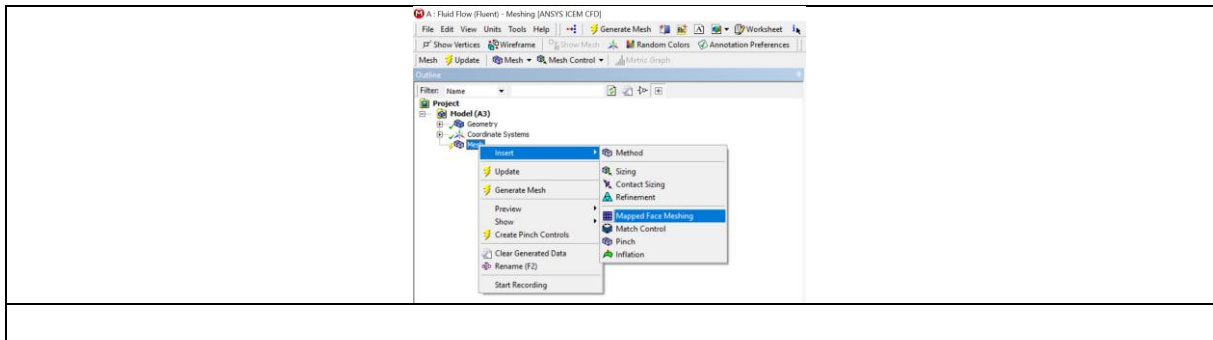 A : Fluid Flow (Fluent) - Meshing [ANSYS ICEM CFD]
File Edit View Units Tools Help Generate Mesh A Worksheet
Show Vertices Wireframe Show Mesh Random Colors Annotation Preferences
Mesh Update Mesh Mesh Control Metric Graph
Outline
Filter: Name
Project
Model (A3)
Geometry
Coordinate Systems
Mesh
Insert
Update
Generate Mesh
Preview
Show
Create Pinch Controls
Clear Generated Data
Rename (F2)
Start Recording
Method
Sizing
Contact Sizing
Refinement
Mapped Face Meshing
Match Control
Pinch
Inflation